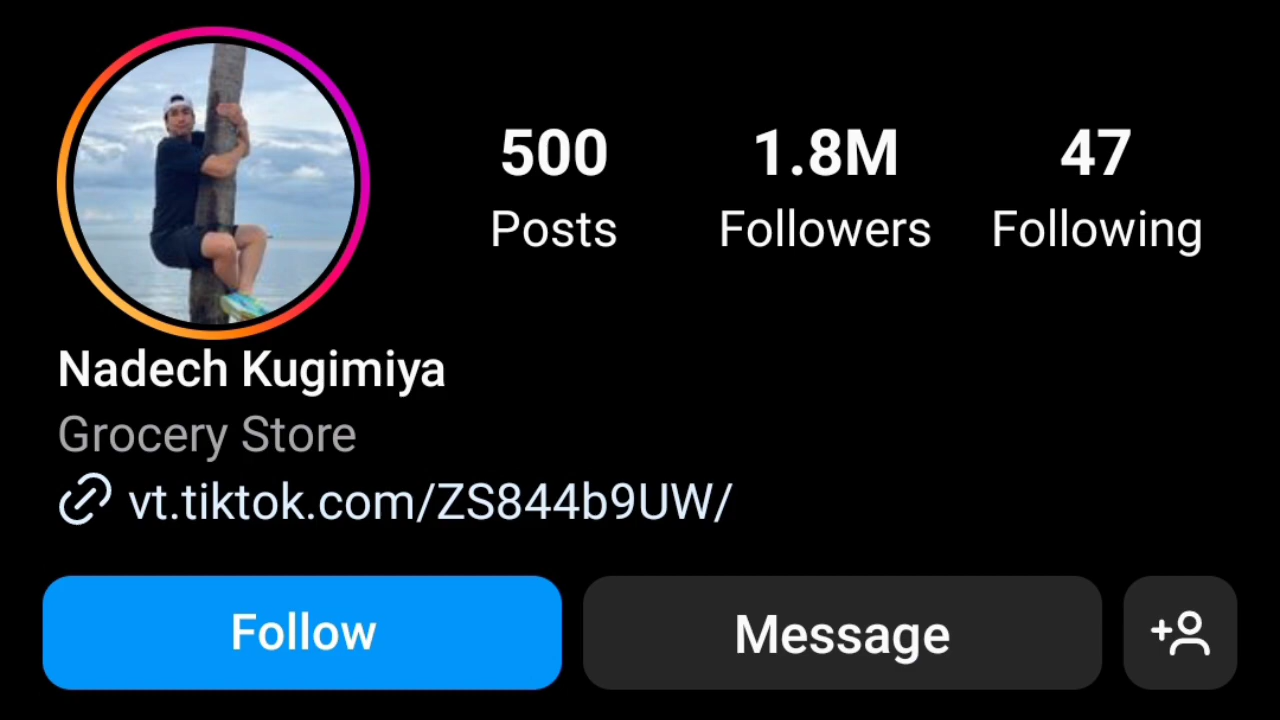 500 1.8M 47
Posts Followers Following
Nadech Kugimiya
Grocery Store
vt.tiktok.com/ZS844b9UW/
Follow Message